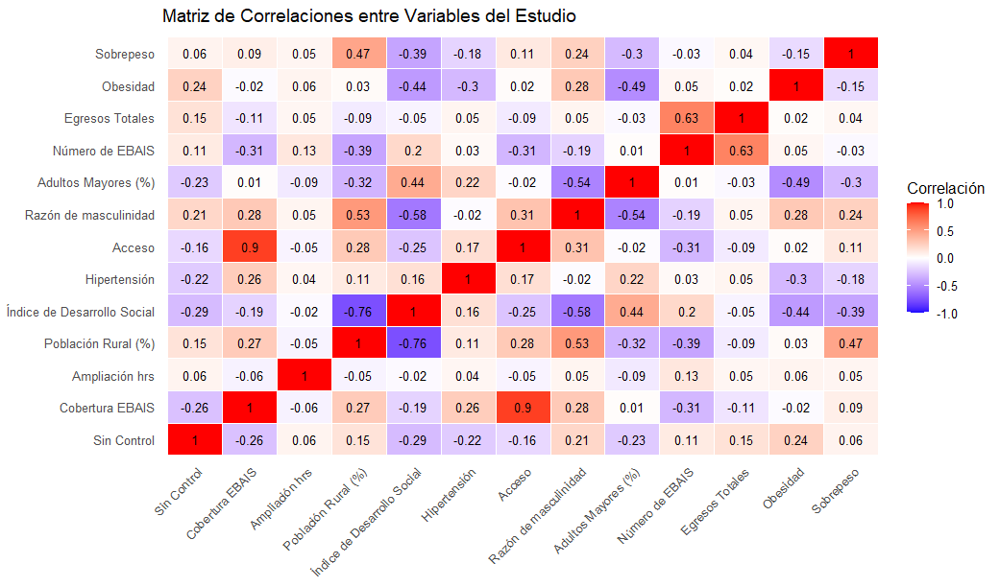 Matriz de Correlaciones entre Variables del Estudio
Sobrepeso 0.06 0.09 0.05 0.47 -0.39 -0.18 0.11 0.24 -0.3 -0.03 0.04 -0.15 1
Obesidad 0.24 -0.02 0.06 0.03 -0.44 -0.3 0.02 0.28 -0.49 0.05 0.02 1 -0.15
Egresos Totales 0.15 -0.11 0.05 -0.09 -0.05 0.05 -0.09 0.05 -0.03 0.63 1 0.02 0.04
Número de EBAIS 0.11 -0.31 0.13 -0.39 0.2 0.03 -0.31 -0.19 0.01 1 0.63 0.05 -0.03
Adultos Mayores (%) -0.23 0.01 -0.09 -0.32 0.44 0.22 -0.02 -0.54 1 0.01 -0.03 -0.49 -0.3
Razón de masculinidad 0.21 0.28 0.05 0.53 -0.58 -0.02 0.31 1 -0.54 -0.19 0.05 0.28 0.24
Acceso -0.16 0.9 -0.05 0.28 -0.25 0.17 1 0.31 -0.02 -0.31 -0.09 0.02 0.11
Hipertensión -0.22 0.26 0.04 0.11 0.16 1 0.17 -0.02 0.22 0.03 0.05 -0.3 -0.18
Índice de Desarrollo Social -0.29 -0.19 -0.02 -0.76 1 0.16 -0.25 -0.58 0.44 0.2 -0.05 -0.44 -0.39
Población Rural (%) 0.15 0.27 -0.05 1 -0.76 0.11 0.28 0.53 -0.32 -0.39 -0.09 0.03 0.47
Ampliación hrs 0.06 -0.06 1 -0.05 -0.02 0.04 -0.05 0.05 -0.09 0.13 0.05 0.06 0.05
Cobertura EBAIS -0.26 1 -0.06 0.27 -0.19 0.26 0.9 0.28 0.01 -0.31 -0.11 -0.02 0.09
Sin Control 1 -0.26 0.06 0.15 -0.29 -0.22 -0.16 0.21 -0.23 0.11 0.15 0.24 0.06
Sin Control
Cobertura EBAIS
Ampliación hrs
Población Rural (%)
Índice de Desarrollo Social
Hipertensión
Acceso
Razón de masculinidad
Adultos Mayores (%)
Número de EBAIS
Egresos Totales
Obesidad
Sobrepeso
Correlación
1.0
0.5
0.0
-0.5
-1.0